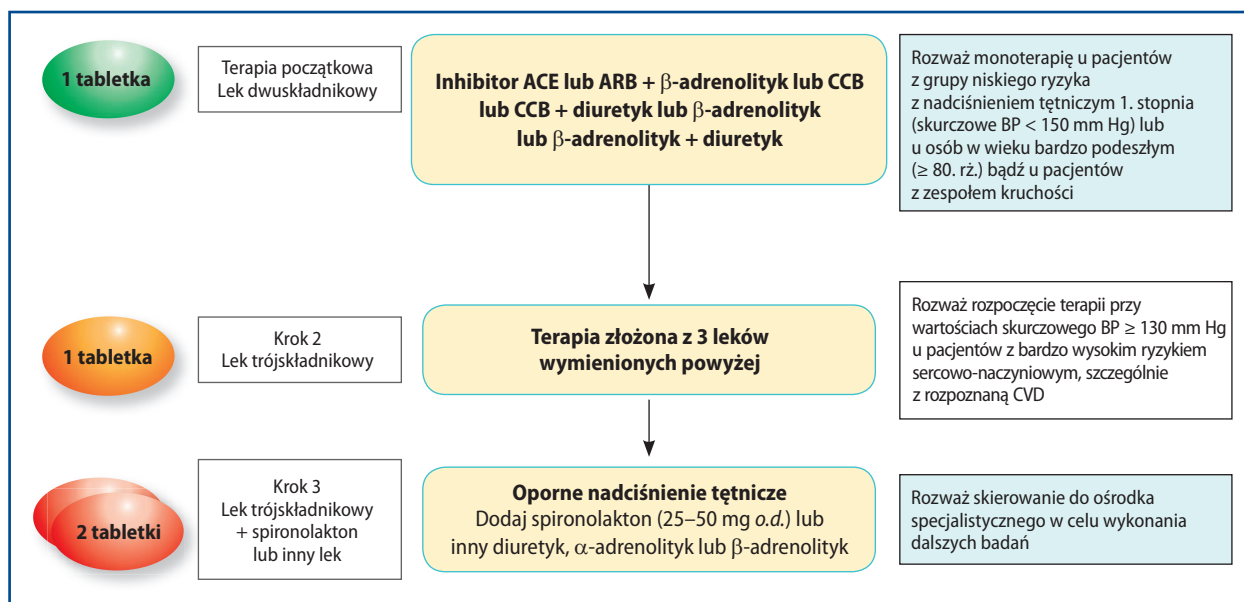 1 tabletka
Terapia początkowa
Lek dwuskładnikowy
Inhibitor ACE lub ARB + β-adrenolityk lub CCB
lub CCB + diuretyk lub β-adrenolityk
lub β-adrenolityk + diuretyk
Rozważ monoterapię u pacjentów
z grupy niskiego ryzyka
z nadciśnieniem tętniczym 1. stopnia
(skurczowe BP < 150 mm Hg) lub
u osób w wieku bardzo podeszłym
(≥ 80. rż.) bądź u pacjentów
z zespołem kruchości
1 tabletka
Krok 2
Lek trójskładnikowy
Terapia złożona z 3 leków
wymienionych powyżej
Rozważ rozpoczęcie terapii przy
wartościach skurczowego BP ≥ 130 mm Hg
u pacjentów z bardzo wysokim ryzykiem
sercowo-naczyniowym, szczególnie
z rozpoznaną CVD
2 tabletki
Krok 3
Lek trójskładnikowy
+ spironolakton
lub inny lek
Oporne nadciśnienie tętnicze
Dodaj spironolakton (25–50 mg o.d.) lub
inny diuretyk, α-adrenolityk lub β-adrenolityk
Rozważ skierowanie do ośrodka
specjalistycznego w celu wykonania
dalszych badań